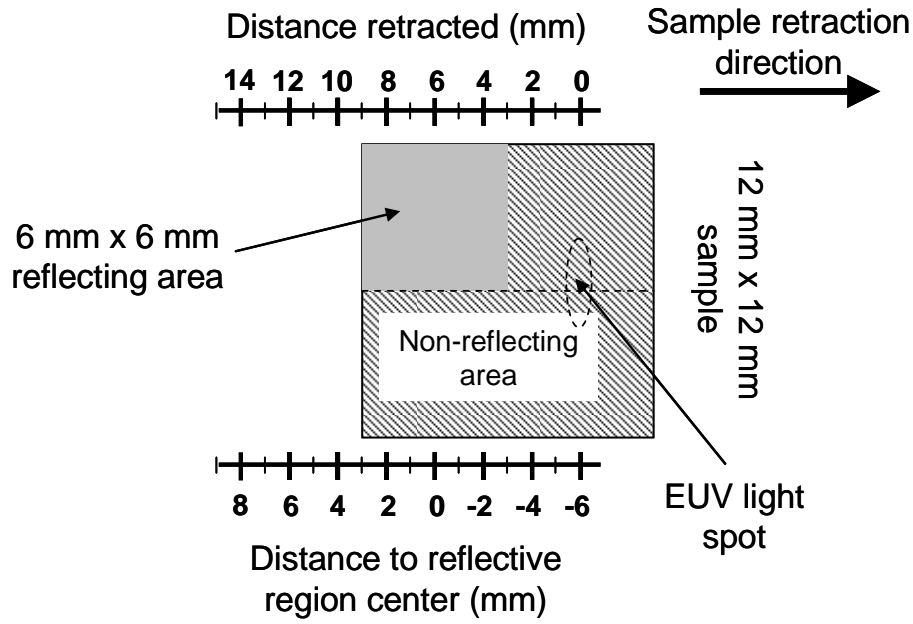 Distance retracted (mm)
Sample retraction
direction
14 12 10 8 6 4 2 0
6 mm x 6 mm
reflecting area
12 mm x 12 mm
sample
Non-reflecting
area
8 6 4 2 0 -2 -4 -6
EUV light
spot
Distance to reflective
region center (mm)